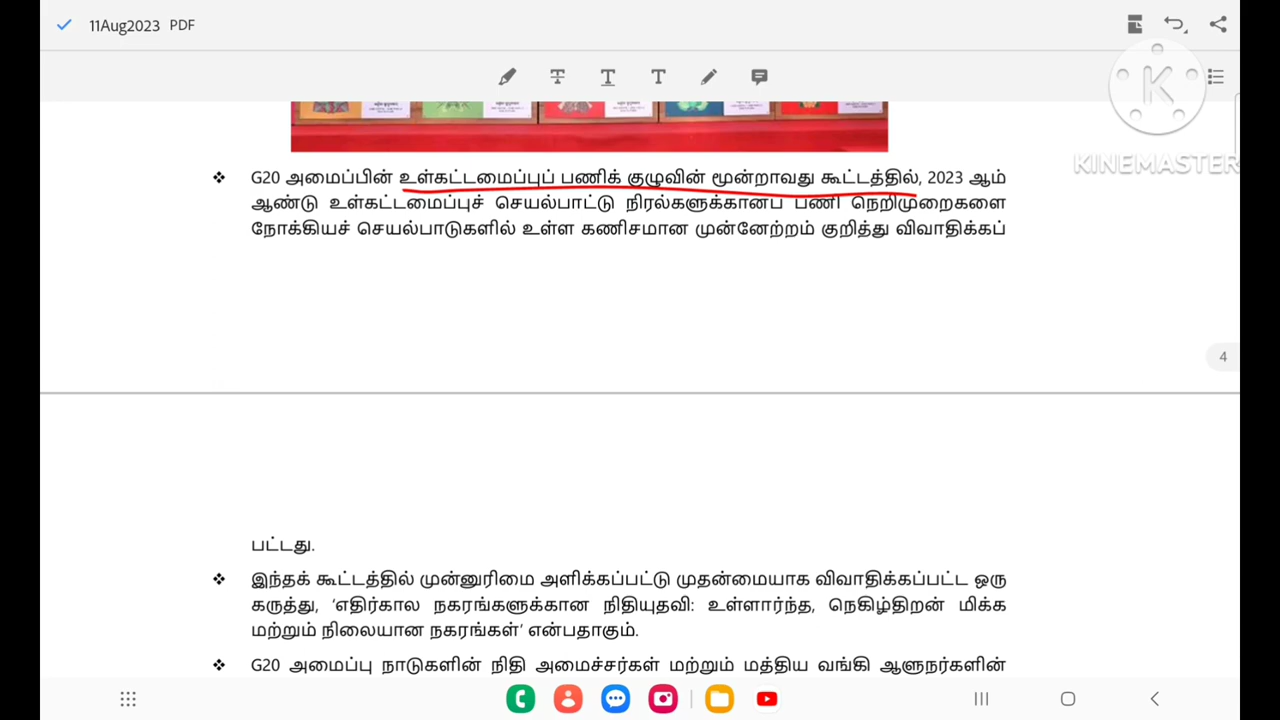 11Aug2023 PDF
K
KINEMASTER
❖ G20 அமைப்பின் உள்கட்டமைப்புப் பணிக் குழுவின் மூன்றாவது கூட்டத்தில், 2023 ஆம்
ஆண்டு உள்கட்டமைப்புச் செயல்பாட்டு நிரல்களுக்கானப் பணி நெறிமுறைகளை
நோக்கியச் செயல்பாடுகளில் உள்ள கணிசமான முன்னேற்றம் குறித்து விவாதிக்கப்
4
பட்டது.
❖ இந்தக் கூட்டத்தில் முன்னுரிமை அளிக்கப்பட்டு முதன்மையாக விவாதிக்கப்பட்ட ஒரு
கருத்து, ‘எதிர்கால நகரங்களுக்கான நிதியுதவி: உள்ளார்ந்த, நெகிழ்திறன் மிக்க
மற்றும் நிலையான நகரங்கள்’ என்பதாகும்.
❖ G20 அமைப்பு நாடுகளின் நிதி அமைச்சர்கள் மற்றும் மத்திய வங்கி ஆளுநர்களின்